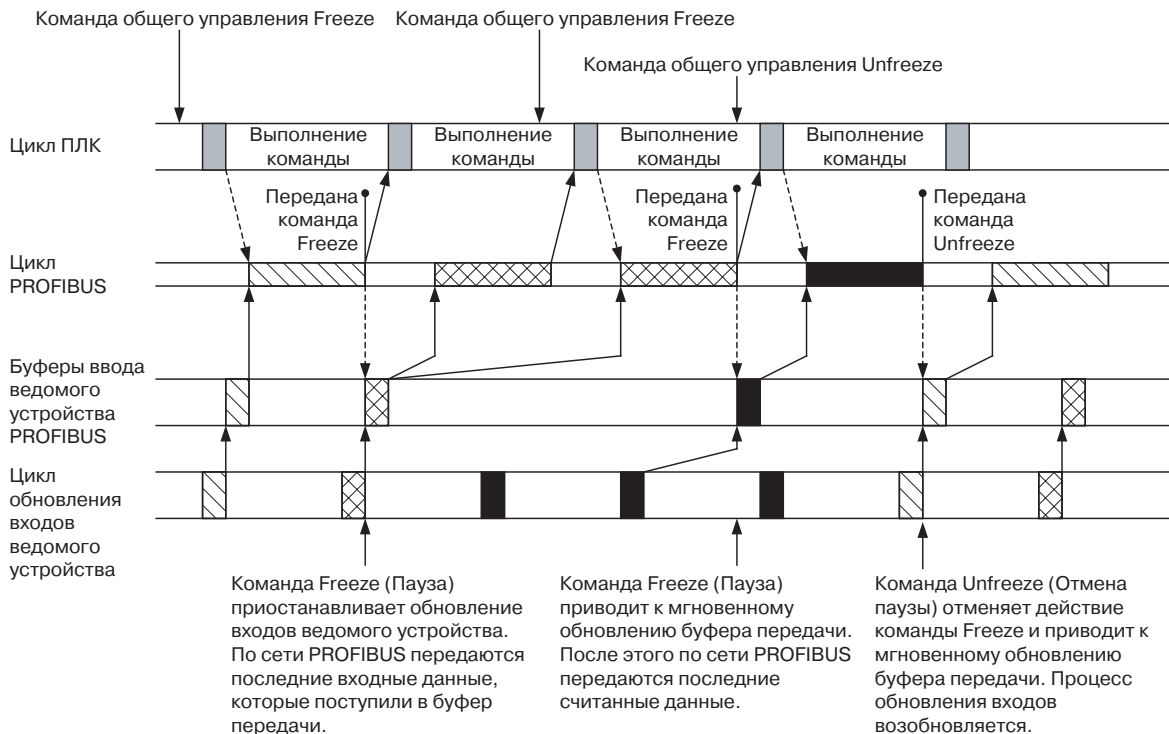 Команда общего управления Freeze
Команда общего управления Freeze
Команда общего управления Unfreeze
Цикл ПЛК
Выполнение
команды
Выполнение
команды
Выполнение
команды
Выполнение
команды
Передана
команда
Freeze
Передана
команда
Freeze
Передана
команда
Unfreeze
Цикл
PROFIBUS
Буферы ввода
ведомого
устройства
PROFIBUS
Цикл
обновления
входов
ведомого
устройства
Команда Freeze (Пауза)
приостанавливает обновление
входов ведомого устройства.
По сети PROFIBUS передаются
последние входные данные,
которые поступили в буфер
передачи.
Команда Freeze (Пауза)
приводит к мгновенному
обновлению буфера передачи.
После этого по сети PROFIBUS
передаются последние
считанные данные.
Команда Unfreeze (Отмена
паузы) отменяет действие
команды Freeze и приводит к
мгновенному обновлению
буфера передачи. Процесс
обновления входов
возобновляется.